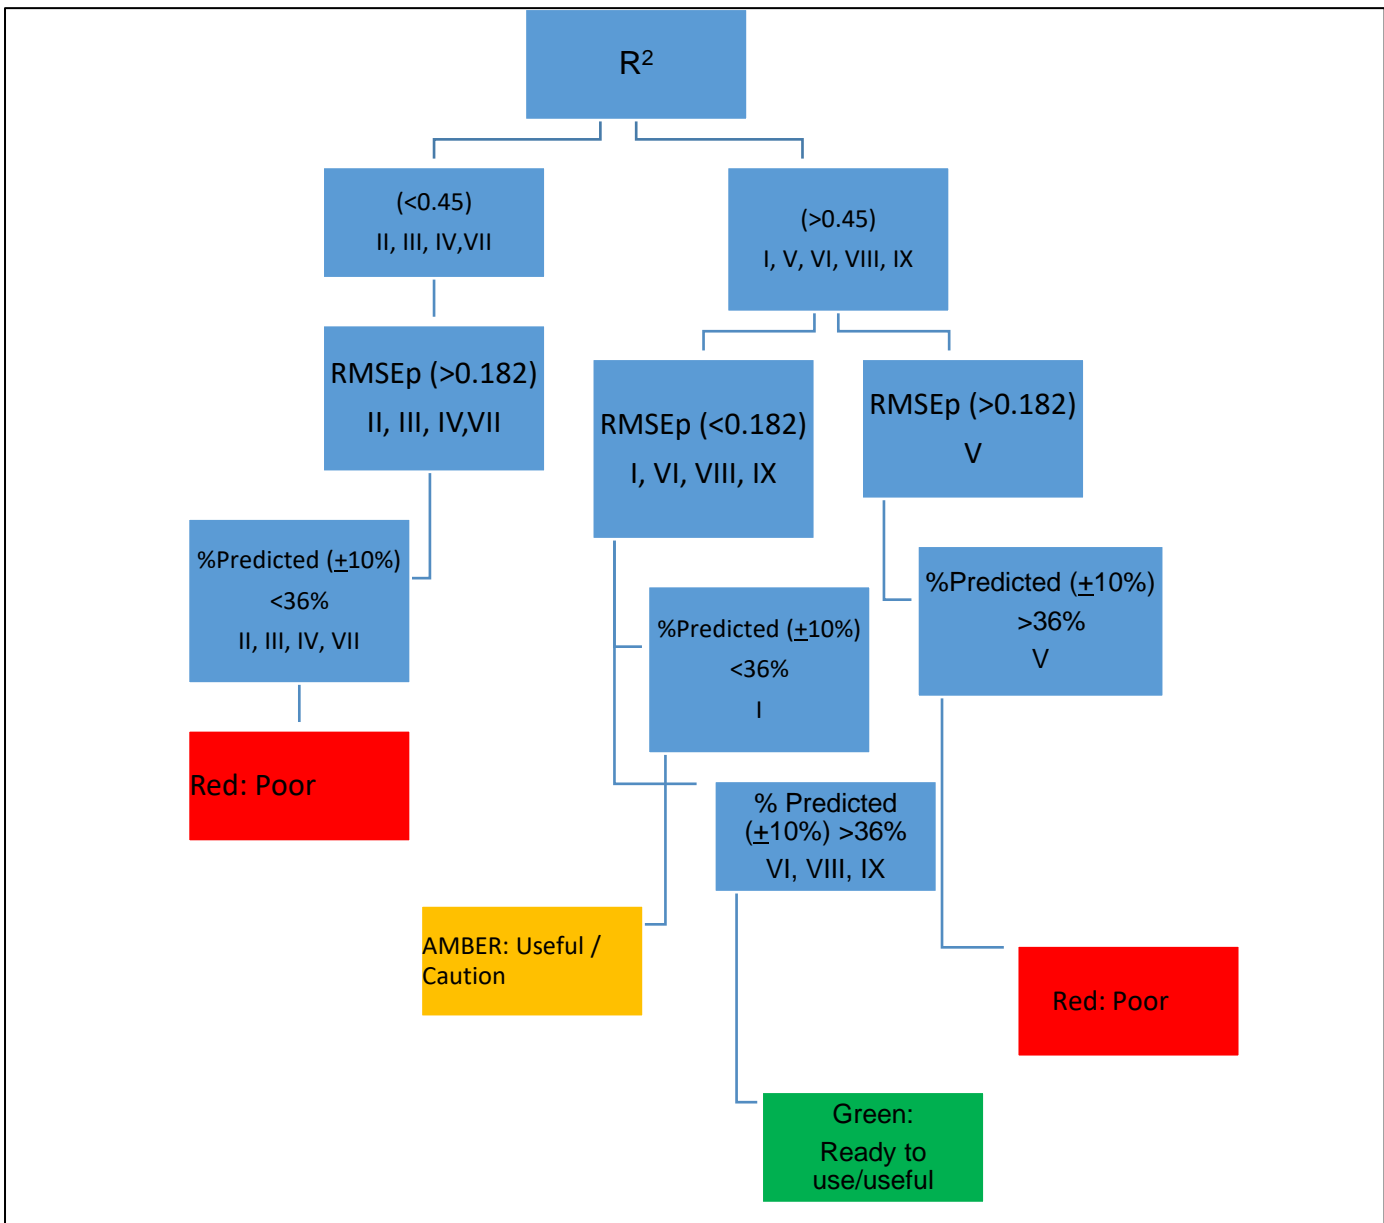 R²
(<0.45)
II, III, IV,VII
(>0.45)
I, V, VI, VIII, IX
RMSEp (>0.182)
II, III, IV,VII
RMSEp (<0.182)
I, VI, VIII, IX
RMSEp (>0.182)
V
%Predicted (±10%)
<36%
II, III, IV, VII
%Predicted (±10%)
<36%
I
%Predicted (±10%)
>36%
V
Red: Poor
% Predicted
(±10%) >36%
VI, VIII, IX
AMBER: Useful /
Caution
Red: Poor
Green:
Ready to
use/useful